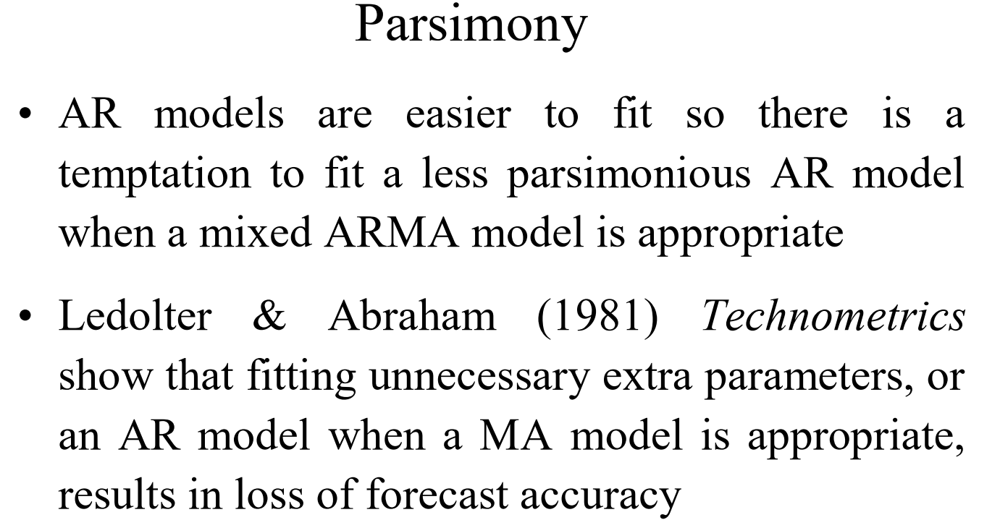 Parsimony
• AR models are easier to fit so there is a
temptation to fit a less parsimonious AR model
when a mixed ARMA model is appropriate
• Ledolter & Abraham (1981) Technometrics
show that fitting unnecessary extra parameters, or
an AR model when a MA model is appropriate,
results in loss of forecast accuracy